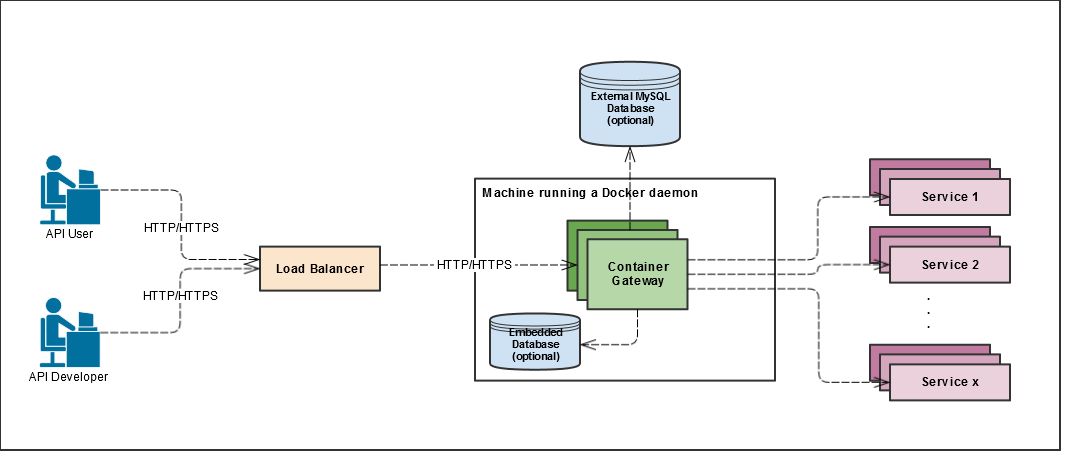 External MySQL
Database
(optional)
Machine running a Docker daemon
API User
HTTP/HTTPS
Load Balancer
HTTP/HTTPS
HTTP/HTTPS
API Developer
Container
Gateway
Embedded
Database
(optional)
Service 1
Service 2
.
.
.
Service x